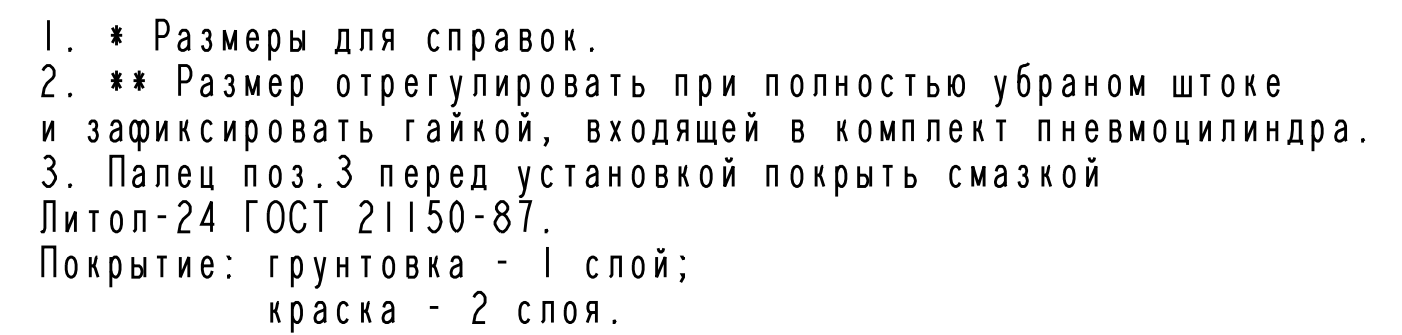 1. * Размеры для справок.
2. ** Размер отрегулировать при полностью убраном штоке
и зафиксировать гайкой, входящей в комплект пневмоцилиндра.
3. Палец поз.3 перед установкой покрыть смазкой
Литол-24 ГОСТ 21150-87.
Покрытие: грунтовка - 1 слой;
краска - 2 слоя.